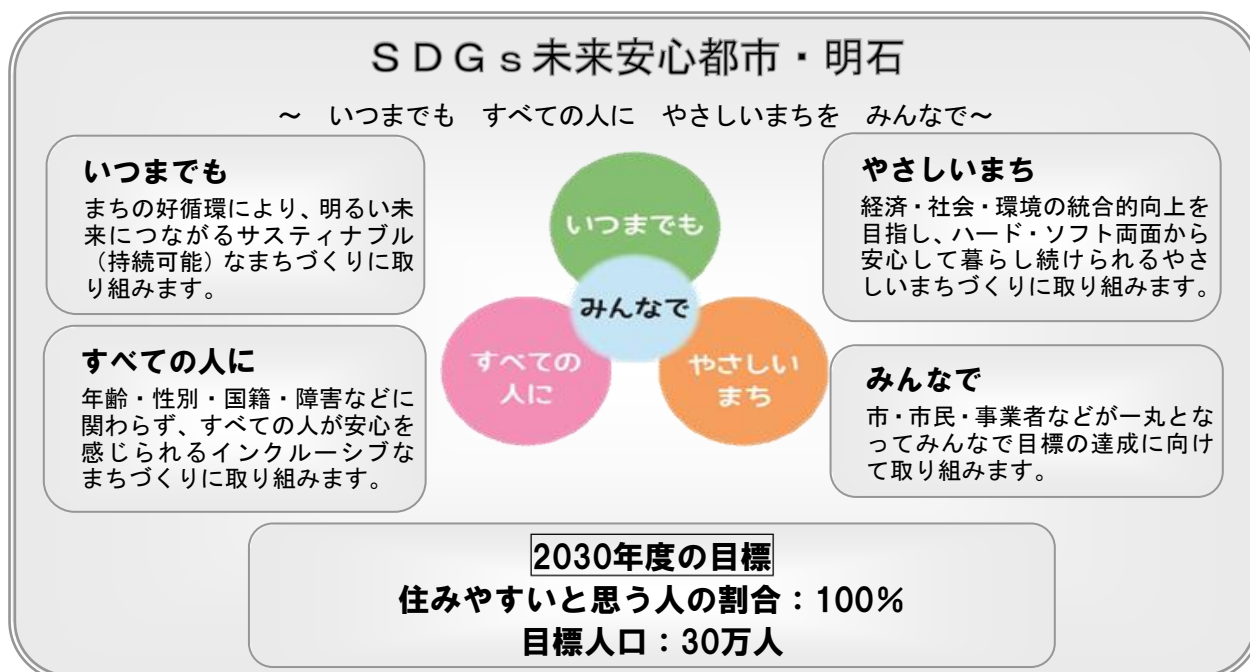 ＳＤＧｓ未来安心都市・明石
～　いつまでも　すべての人に　やさしいまちを　みんなで～
いつまでも
まちの好循環により、明るい未
来につながるサスティナブル
（持続可能）なまちづくりに取
り組みます。
すべての人に
年齢・性別・国籍・障害などに
関わらず、すべての人が安心を
感じられるインクルーシブな
まちづくりに取り組みます。
いつまでも
みんなで
すべての
人に
やさしい
まち
やさしいまち
経済・社会・環境の統合的向上を
目指し、ハード・ソフト両面から
安心して暮らし続けられるやさ
しいまちづくりに取り組みます。
みんなで
市・市民・事業者などが一丸とな
ってみんなで目標の達成に向け
て取り組みます。
2030年度の目標
住みやすいと思う人の割合：100％
目標人口：30万人